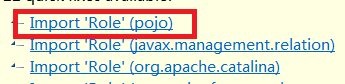 Import 'Role' (pojo)
Import 'Role' (javax.management.relation)
Import 'Role' (org.apache.catalina)